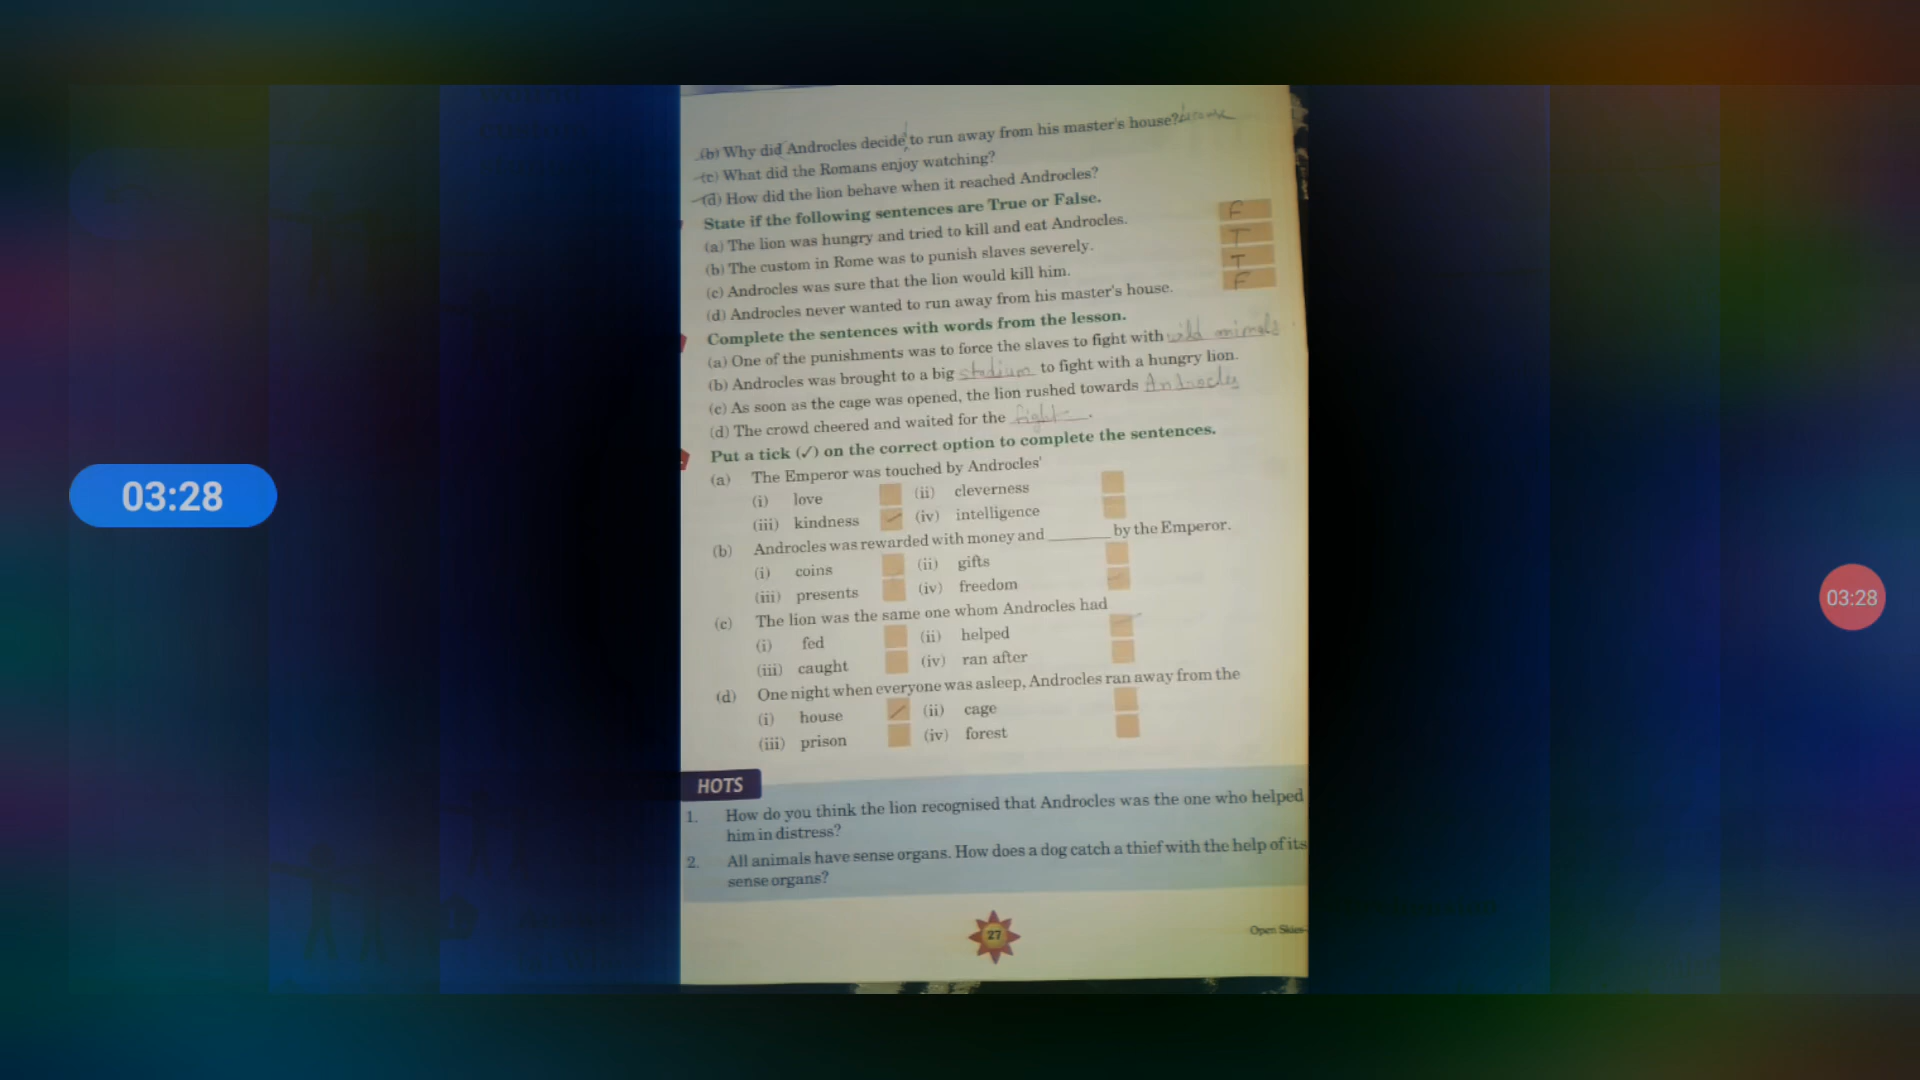 (b) Why did Androcles decide to run away from his master's house?
(c) What did the Romans enjoy watching?
(d) How did the lion behave when it reached Androcles?
State if the following sentences are True or False.
(a) The lion was hungry and tried to kill and eat Androcles. F
(b) The custom in Rome was to punish slaves severely. T
(c) Androcles was sure that the lion would kill him. T
(d) Androcles never wanted to run away from his master's house. F
Complete the sentences with words from the lesson.
(a) One of the punishments was to force the slaves to fight with wild animals
(b) Androcles was brought to a big stadium to fight with a hungry lion.
(c) As soon as the cage was opened, the lion rushed towards Androcles
(d) The crowd cheered and waited for the fight.
Put a tick (✓) on the correct option to complete the sentences.
(a) The Emperor was touched by Androcles'
(i) love (ii) cleverness
(iii) kindness (iv) intelligence
(b) Androcles was rewarded with money and ______ by the Emperor.
(i) coins (ii) gifts
(iii) presents (iv) freedom
(c) The lion was the same one whom Androcles had
(i) fed (ii) helped
(iii) caught (iv) ran after
(d) One night when everyone was asleep, Androcles ran away from the
(i) house (ii) cage
(iii) prison (iv) forest
03:28
03:28
HOTS
1. How do you think the lion recognised that Androcles was the one who helped
him in distress?
2. All animals have sense organs. How does a dog catch a thief with the help of its
sense organs?
27
Open Skies